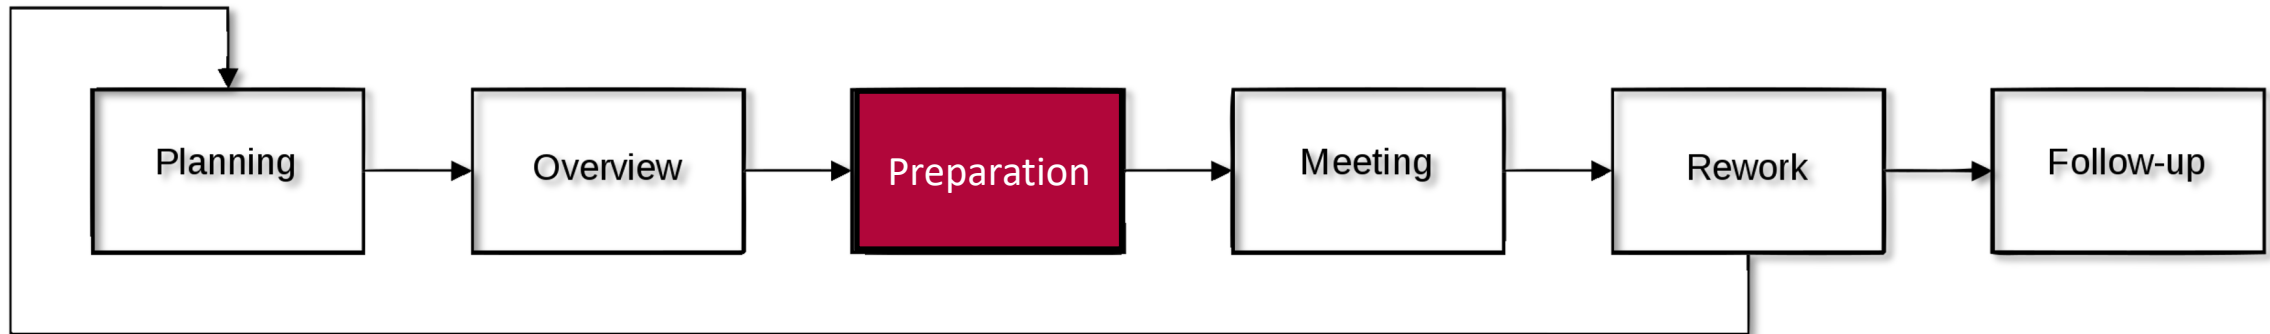 Planning
Overview
Preparation
Meeting
Rework
Follow-up